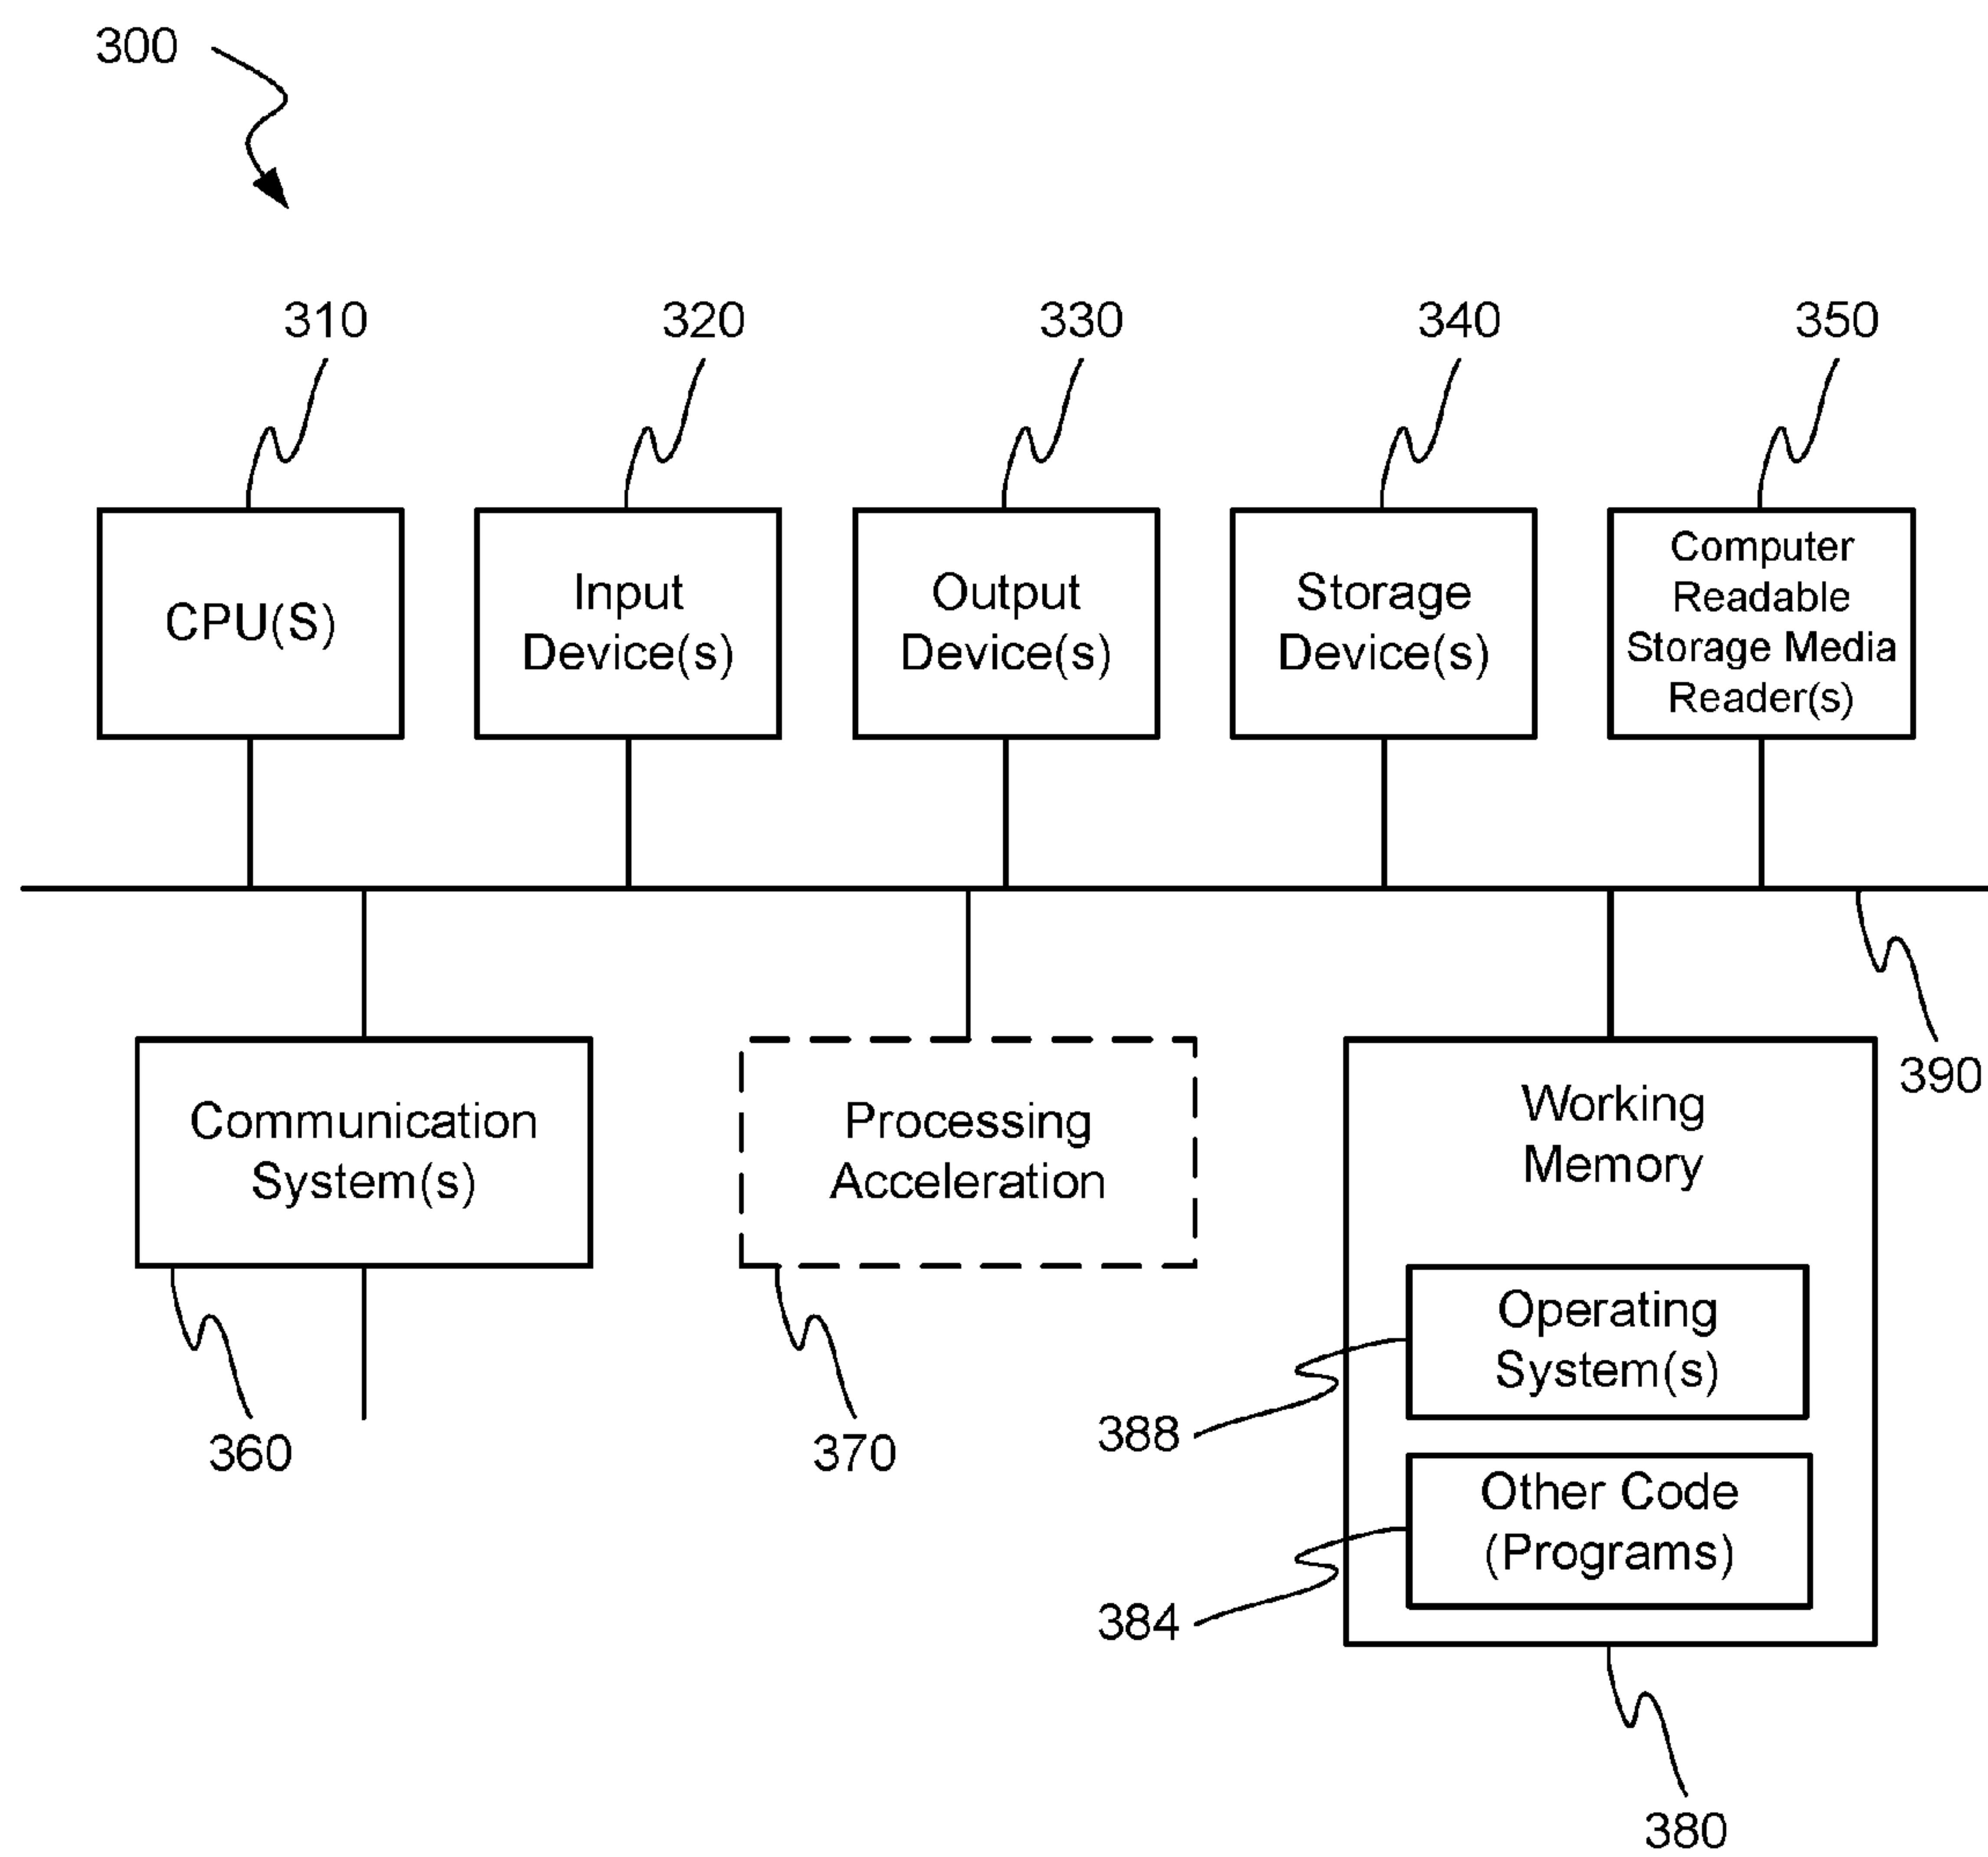 300
310
320
330
340
350
CPU(S)
Input
Device(s)
Output
Device(s)
Storage
Device(s)
Computer
Readable
Storage Media
Reader(s)
390
Communication
System(s)
Processing
Acceleration
Working
Memory
Operating
System(s)
Other Code
(Programs)
360
370
388
384
380